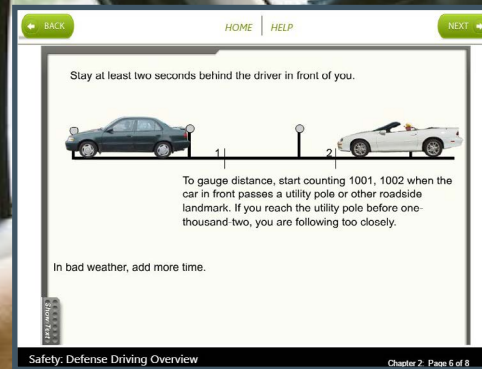 BACK
HOME
HELP
NEXT
Stay at least two seconds behind the driver in front of you.
1
2
To gauge distance, start counting 1001, 1002 when the
car in front passes a utility pole or other roadside
landmark. If you reach the utility pole before one-
thousand-two, you are following too closely.
In bad weather, add more time.
Show Text
Safety: Defense Driving Overview
Chapter 2: Page 6 of 8